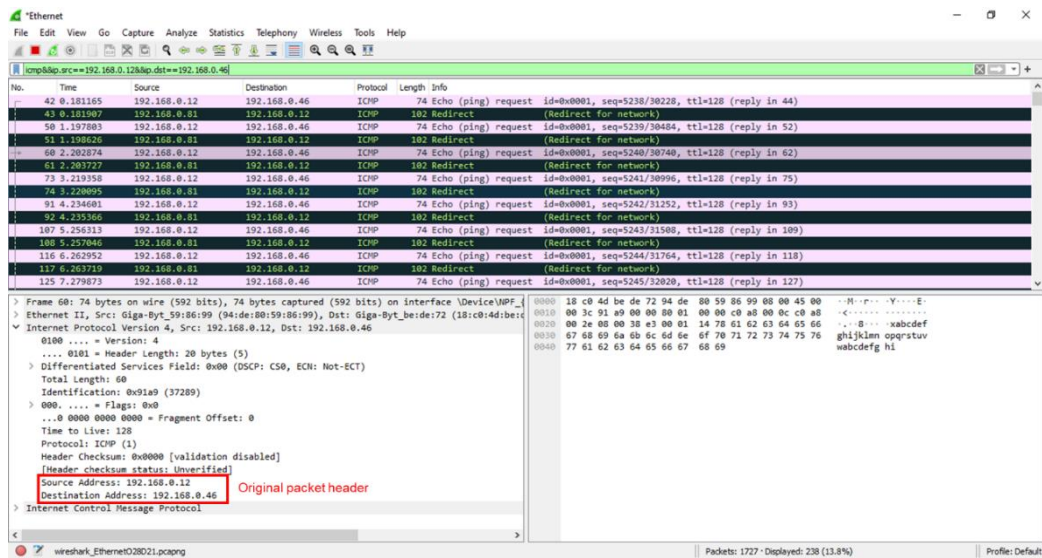 *Ethernet
File Edit View Go Capture Analyze Statistics Telephony Wireless Tools Help
icmp&&ip.src==192.168.0.12&&ip.dst==192.168.0.46
No. Time Source Destination Protocol Length Info
42 0.181165 192.168.0.12 192.168.0.46 ICMP 74 Echo (ping) request id=0x0001, seq=5238/30228, ttl=128 (reply in 44)
43 0.181907 192.168.0.81 192.168.0.12 ICMP 102 Redirect (Redirect for network)
50 1.197803 192.168.0.12 192.168.0.46 ICMP 74 Echo (ping) request id=0x0001, seq=5239/30484, ttl=128 (reply in 52)
51 1.198626 192.168.0.81 192.168.0.12 ICMP 102 Redirect (Redirect for network)
60 2.202874 192.168.0.12 192.168.0.46 ICMP 74 Echo (ping) request id=0x0001, seq=5240/30740, ttl=128 (reply in 62)
61 2.203727 192.168.0.81 192.168.0.12 ICMP 102 Redirect (Redirect for network)
73 3.219358 192.168.0.12 192.168.0.46 ICMP 74 Echo (ping) request id=0x0001, seq=5241/30996, ttl=128 (reply in 75)
74 3.220095 192.168.0.81 192.168.0.12 ICMP 102 Redirect (Redirect for network)
91 4.234601 192.168.0.12 192.168.0.46 ICMP 74 Echo (ping) request id=0x0001, seq=5242/31252, ttl=128 (reply in 93)
92 4.235366 192.168.0.81 192.168.0.12 ICMP 102 Redirect (Redirect for network)
107 5.256313 192.168.0.12 192.168.0.46 ICMP 74 Echo (ping) request id=0x0001, seq=5243/31508, ttl=128 (reply in 109)
108 5.257046 192.168.0.81 192.168.0.12 ICMP 102 Redirect (Redirect for network)
116 6.262952 192.168.0.12 192.168.0.46 ICMP 74 Echo (ping) request id=0x0001, seq=5244/31764, ttl=128 (reply in 118)
117 6.263719 192.168.0.81 192.168.0.12 ICMP 102 Redirect (Redirect for network)
125 7.279873 192.168.0.12 192.168.0.46 ICMP 74 Echo (ping) request id=0x0001, seq=5245/32020, ttl=128 (reply in 127)
Frame 60: 74 bytes on wire (592 bits), 74 bytes captured (592 bits) on interface \Device\NPF_
Ethernet II, Src: Giga-Byt_59:86:99 (94:de:80:59:86:99), Dst: Giga-Byt_be:de:72 (18:c0:4d:be:
Internet Protocol Version 4, Src: 192.168.0.12, Dst: 192.168.0.46
0100 .... = Version: 4
.... 0101 = Header Length: 20 bytes (5)
Differentiated Services Field: 0x00 (DSCP: CS0, ECN: Not-ECT)
Total Length: 60
Identification: 0x91a9 (37289)
000. .... = Flags: 0x0
...0 0000 0000 0000 = Fragment Offset: 0
Time to Live: 128
Protocol: ICMP (1)
Header Checksum: 0x0000 [validation disabled]
[Header checksum status: Unverified]
Source Address: 192.168.0.12
Destination Address: 192.168.0.46
Original packet header
Internet Control Message Protocol
0000 18 c0 4d be de 72 94 de 80 59 86 99 08 00 45 00 ··M··r·· ·Y····E·
0010 00 3c 91 a9 00 00 80 01 00 00 c0 a8 00 0c c0 a8 ·<······ ········
0020 00 2e 08 00 38 e3 00 01 14 78 61 62 63 64 65 66 ·.··8··· ·xabcdef
0030 67 68 69 6a 6b 6c 6d 6e 6f 70 71 72 73 74 75 76 ghijklmn opqrstuv
0040 77 61 62 63 64 65 66 67 68 69 wabcdefg hi
wireshark_EthernetO28D21.pcapng
Packets: 1727 · Displayed: 238 (13.8%)
Profile: Default